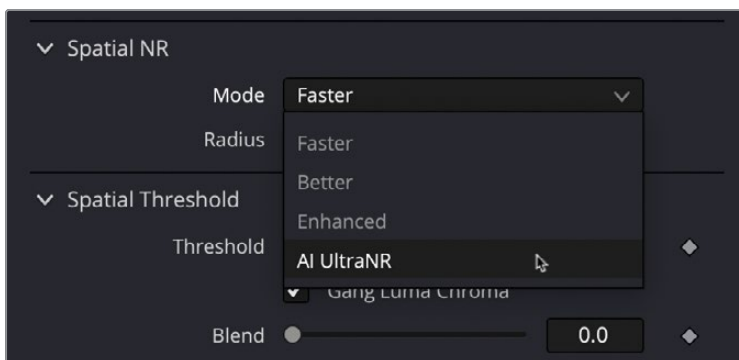 Spatial NR
Mode Faster
Radius
Faster
Better
Spatial Threshold
Enhanced
Threshold
AI UltraNR
Gang Luma Chroma
Blend 0.0